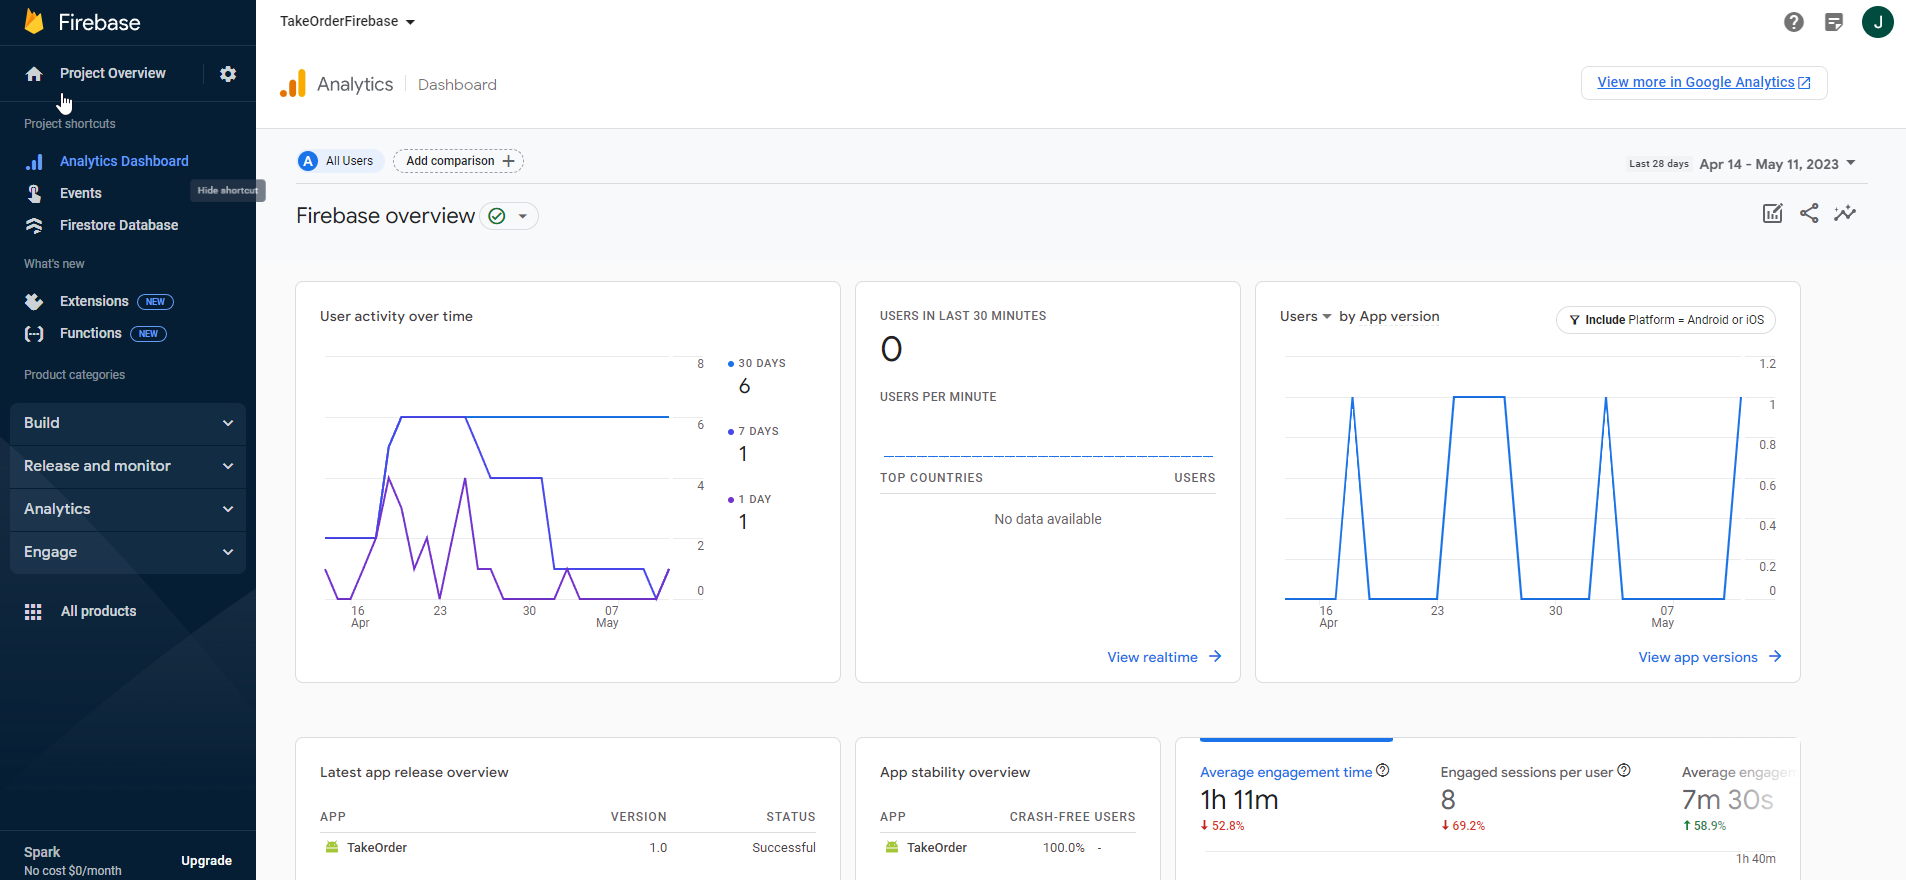 Firebase
TakeOrderFirebase
J
Project Overview
Analytics
Dashboard
View more in Google Analytics
Project shortcuts
Analytics Dashboard
Events
Hide shortcut
Firestore Database
What's new
Extensions NEW
Functions NEW
Product categories
Build
Release and monitor
Analytics
Engage
All products
Spark
No cost $0/month
Upgrade
A All Users
Add comparison
Last 28 days Apr 14 - May 11, 2023
Firebase overview
User activity over time
8
6
4
2
0
16
Apr
23
30
07
May
30 DAYS
6
7 DAYS
1
1 DAY
1
USERS IN LAST 30 MINUTES
0
USERS PER MINUTE
TOP COUNTRIES USERS
No data available
View realtime
Users by App version
Include Platform = Android or iOS
1.2
1
0.8
0.6
0.4
0.2
0
16
Apr
23
30
07
May
View app versions
Latest app release overview
APP VERSION STATUS
TakeOrder 1.0 Successful
App stability overview
APP CRASH-FREE USERS
TakeOrder 100.0% -
Average engagement time
1h 11m
52.8%
Engaged sessions per user
8
69.2%
Average engagen
7m 30s
58.9%
1h 40m